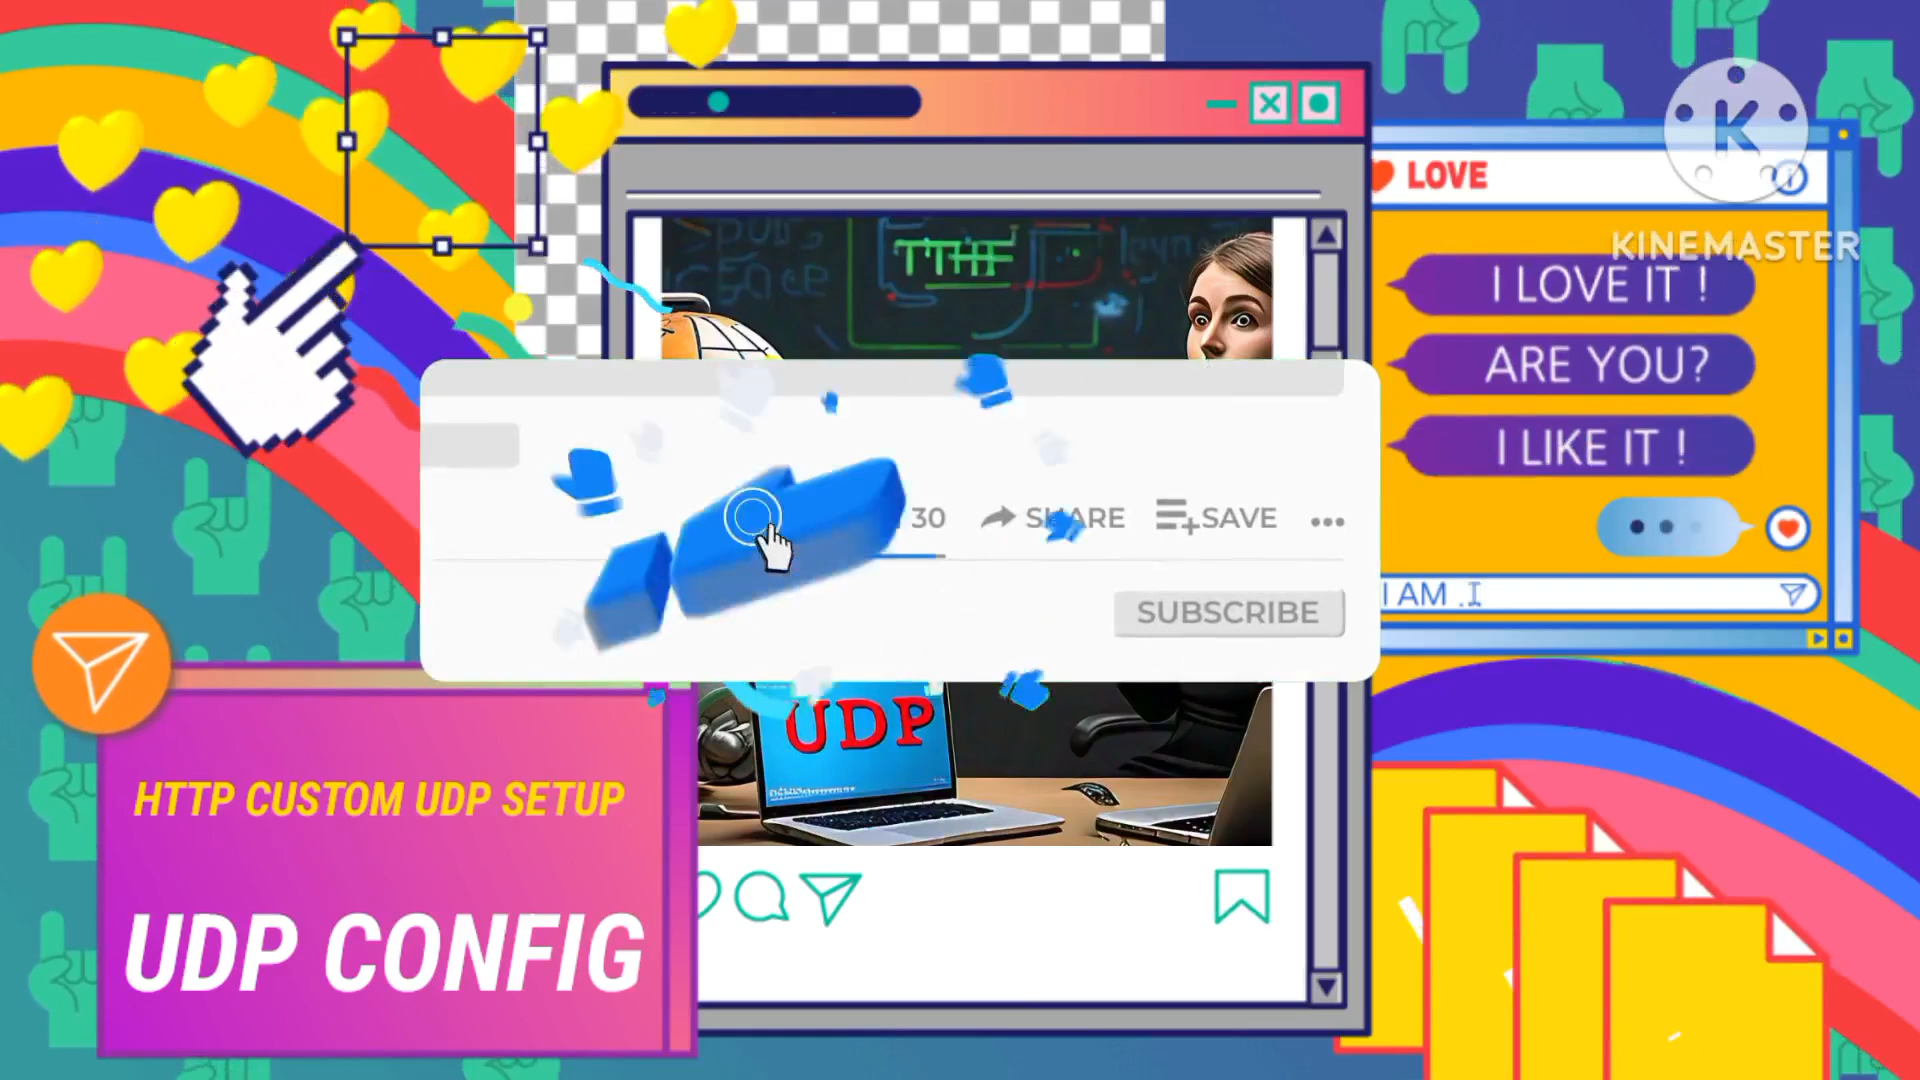 LOVE
KINEMASTER
I LOVE IT !
ARE YOU?
I LIKE IT !
30
SHARE
SAVE
I AM .
SUBSCRIBE
UDP
HTTP CUSTOM UDP SETUP
UDP CONFIG